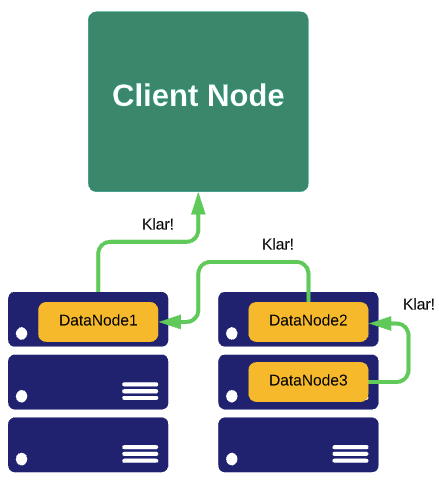 Client Node
Klar!
Klar!
Klar!
DataNode1
DataNode2
DataNode3